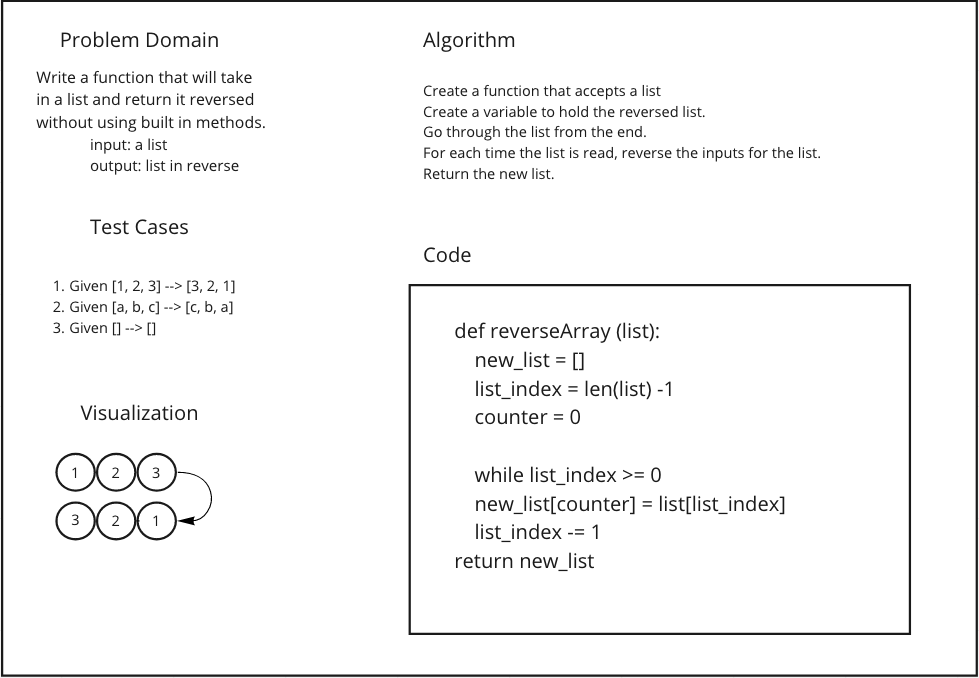 Problem Domain
Write a function that will take
in a list and return it reversed
without using built in methods.
input: a list
output: list in reverse
Test Cases
1. Given [1, 2, 3] --> [3, 2, 1]
2. Given [a, b, c] --> [c, b, a]
3. Given [] --> []
Visualization
1 2 3
3 2 1
Algorithm
Create a function that accepts a list
Create a variable to hold the reversed list.
Go through the list from the end.
For each time the list is read, reverse the inputs for the list.
Return the new list.
Code
def reverseArray (list):
new_list = []
list_index = len(list) -1
counter = 0
while list_index >= 0
new_list[counter] = list[list_index]
list_index -= 1
return new_list